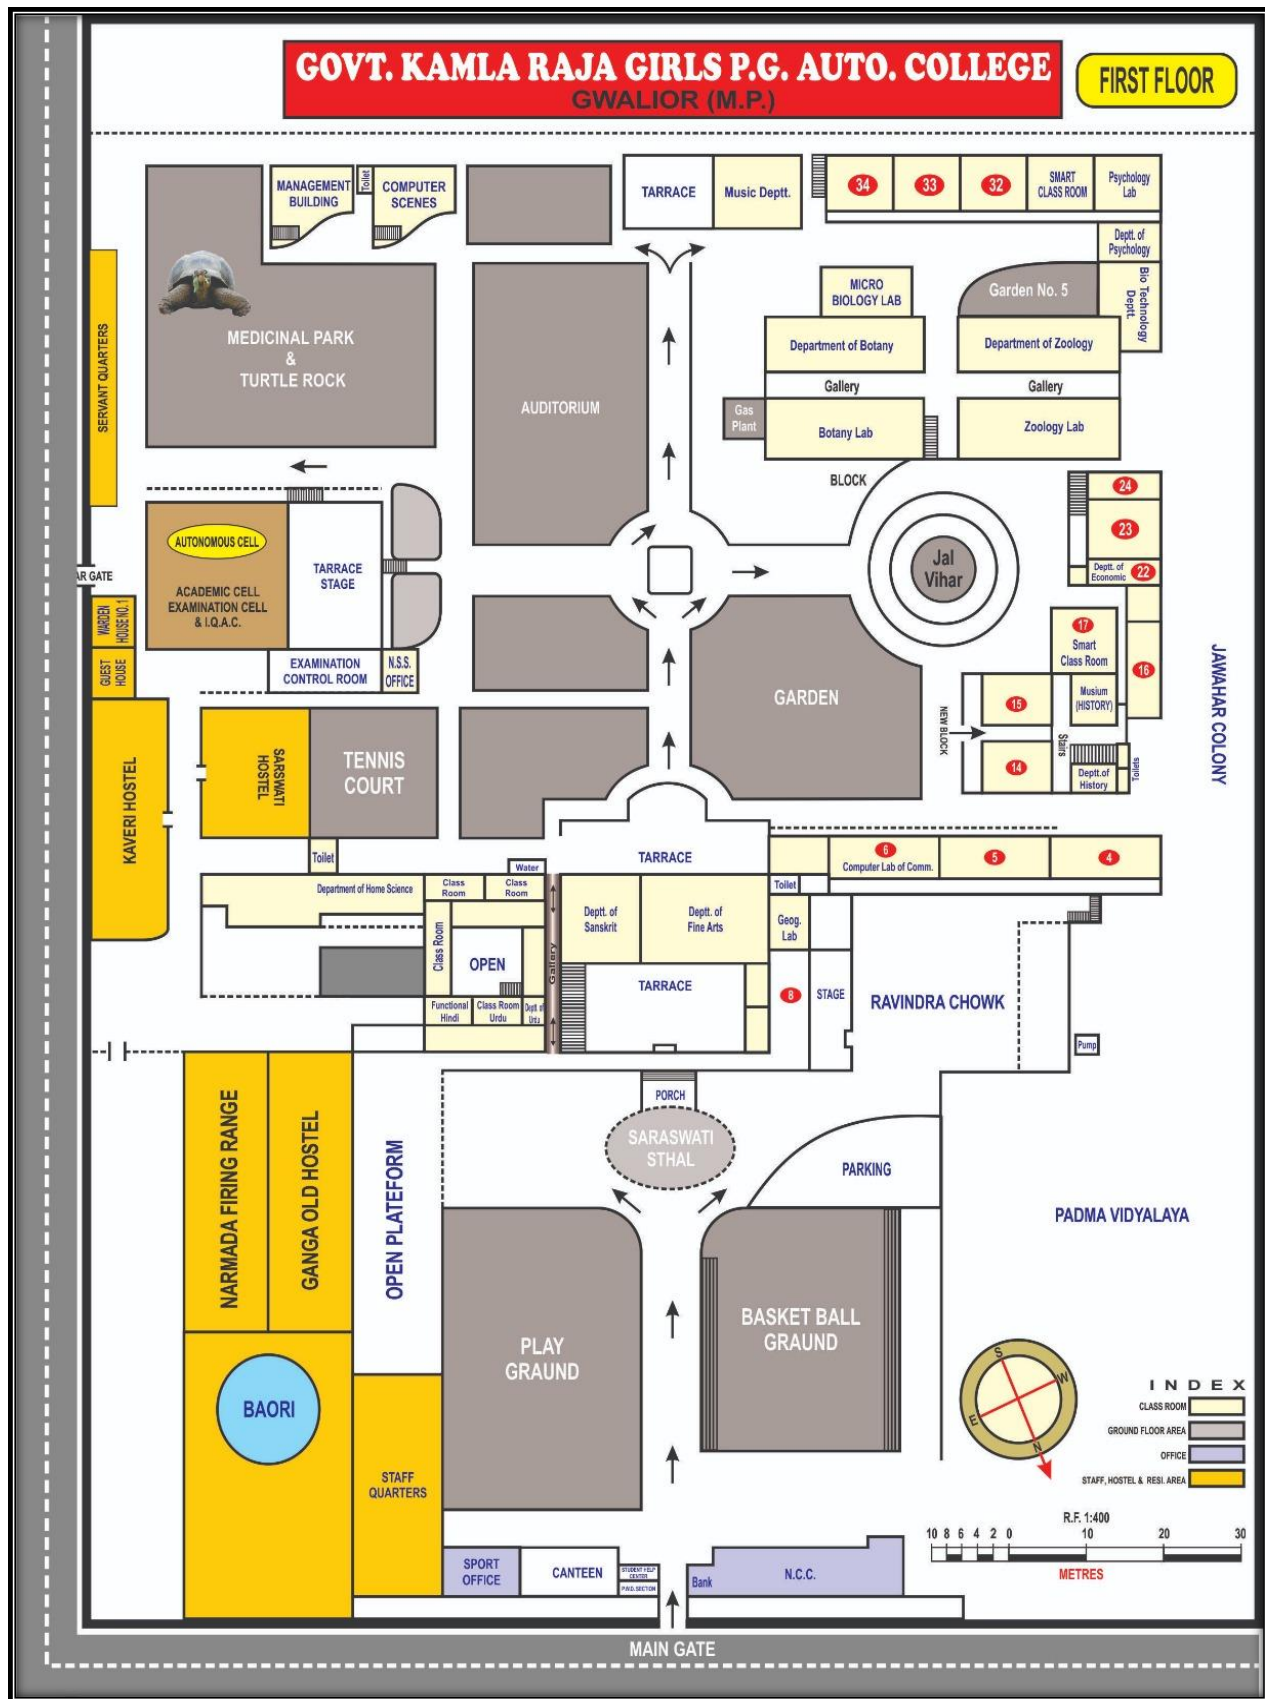 GOVT. KAMLA RAJA GIRLS P.G. AUTO. COLLEGE
GWALIOR (M.P.)
FIRST FLOOR
MANAGEMENT
BUILDING
Toilet
COMPUTER
SCENES
TARRACE
Music Deptt.
34
33
32
SMART
CLASS ROOM
Psychology
Lab
Deptt. of
Psychology
Bio Technology
Deptt.
Garden No. 5
MICRO
BIOLOGY LAB
Department of Botany
Department of Zoology
Gallery
Gallery
Gas
Plant
Botany Lab
Zoology Lab
BLOCK
SERVANT QUARTERS
MEDICINAL PARK
&
TURTLE ROCK
AUDITORIUM
AUTONOMOUS CELL
ACADEMIC CELL
EXAMINATION CELL
& I.Q.A.C.
TARRACE
STAGE
EXAMINATION
CONTROL ROOM
N.S.S.
OFFICE
AR GATE
WARDEN
HOUSE NO.1
GUEST
HOUSE
KAVERI HOSTEL
SARSWATI
HOSTEL
TENNIS
COURT
Jal
Vihar
24
23
Deptt. of
Economic
22
17
Smart
Class Room
16
15
Musium
(HISTORY)
NEW BLOCK
Stairs
14
Deptt.of
History
Toilets
JAWAHAR COLONY
GARDEN
Toilet
Water
TARRACE
6
Computer Lab of Comm.
5
4
Department of Home Science
Class
Room
Class
Room
Class Room
OPEN
Gallery
Deptt. of
Sanskrit
Deptt. of
Fine Arts
Toilet
Geog.
Lab
TARRACE
8
STAGE
RAVINDRA CHOWK
Functional
Hindi
Class Room
Urdu
Deptt. of
Urdu
Pump
PORCH
SARASWATI
STHAL
PARKING
NARMADA FIRING RANGE
GANGA OLD HOSTEL
OPEN PLATEFORM
PADMA VIDYALAYA
PLAY
GRAUND
BASKET BALL
GRAUND
BAORI
STAFF
QUARTERS
S
W
E
N
INDEX
CLASS ROOM
GROUND FLOOR AREA
OFFICE
STAFF, HOSTEL & RESI. AREA
R.F. 1:400
10 8 6 4 2 0 10 20 30
METRES
SPORT
OFFICE
CANTEEN
STUDENT HELP
CENTER
P.W.D. SECTION
Bank
N.C.C.
MAIN GATE